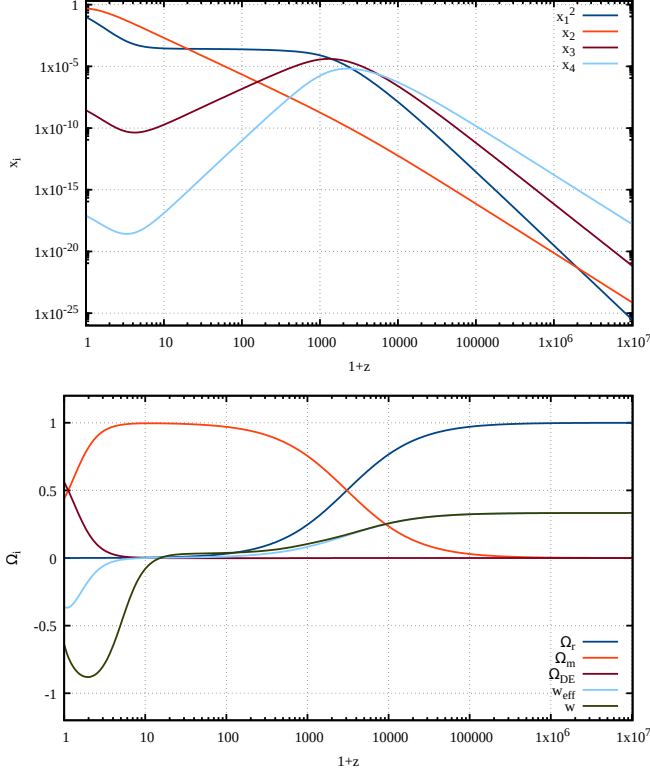 1
1x10⁻⁵
1x10⁻¹⁰
1x10⁻¹⁵
1x10⁻²⁰
1x10⁻²⁵
xᵢ
x₁²
x₂
x₃
x₄
1 10 100 1000 10000 100000 1x10⁶ 1x10⁷
1+z
1
0.5
0
-0.5
-1
Ωᵢ
Ωᵣ
Ωₘ
Ω_DE
w_eff
w
1 10 100 1000 10000 100000 1x10⁶ 1x10⁷
1+z